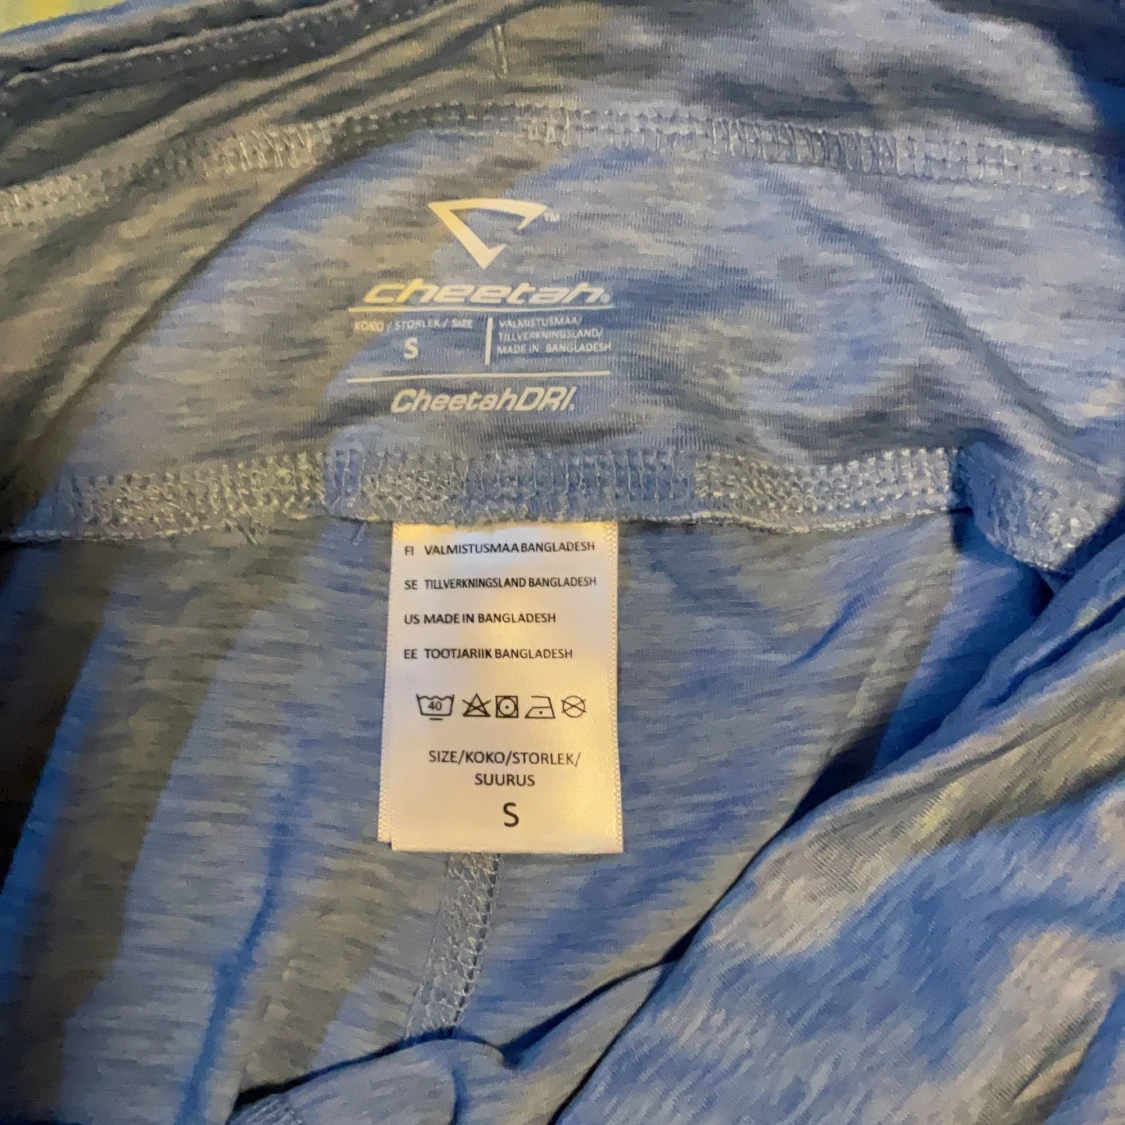 ™
cheetah®
KOKO / STORLEK / SIZE
S
VALMISTUSMAA/
TILLVERKNINGSLAND/
MADE IN BANGLADESH
CheetahDRI.
FI VALMISTUSMAA BANGLADESH
SE TILLVERKNINGSLAND BANGLADESH
US MADE IN BANGLADESH
EE TOOTJARIIK BANGLADESH
40
SIZE/KOKO/STORLEK/
SUURUS
S